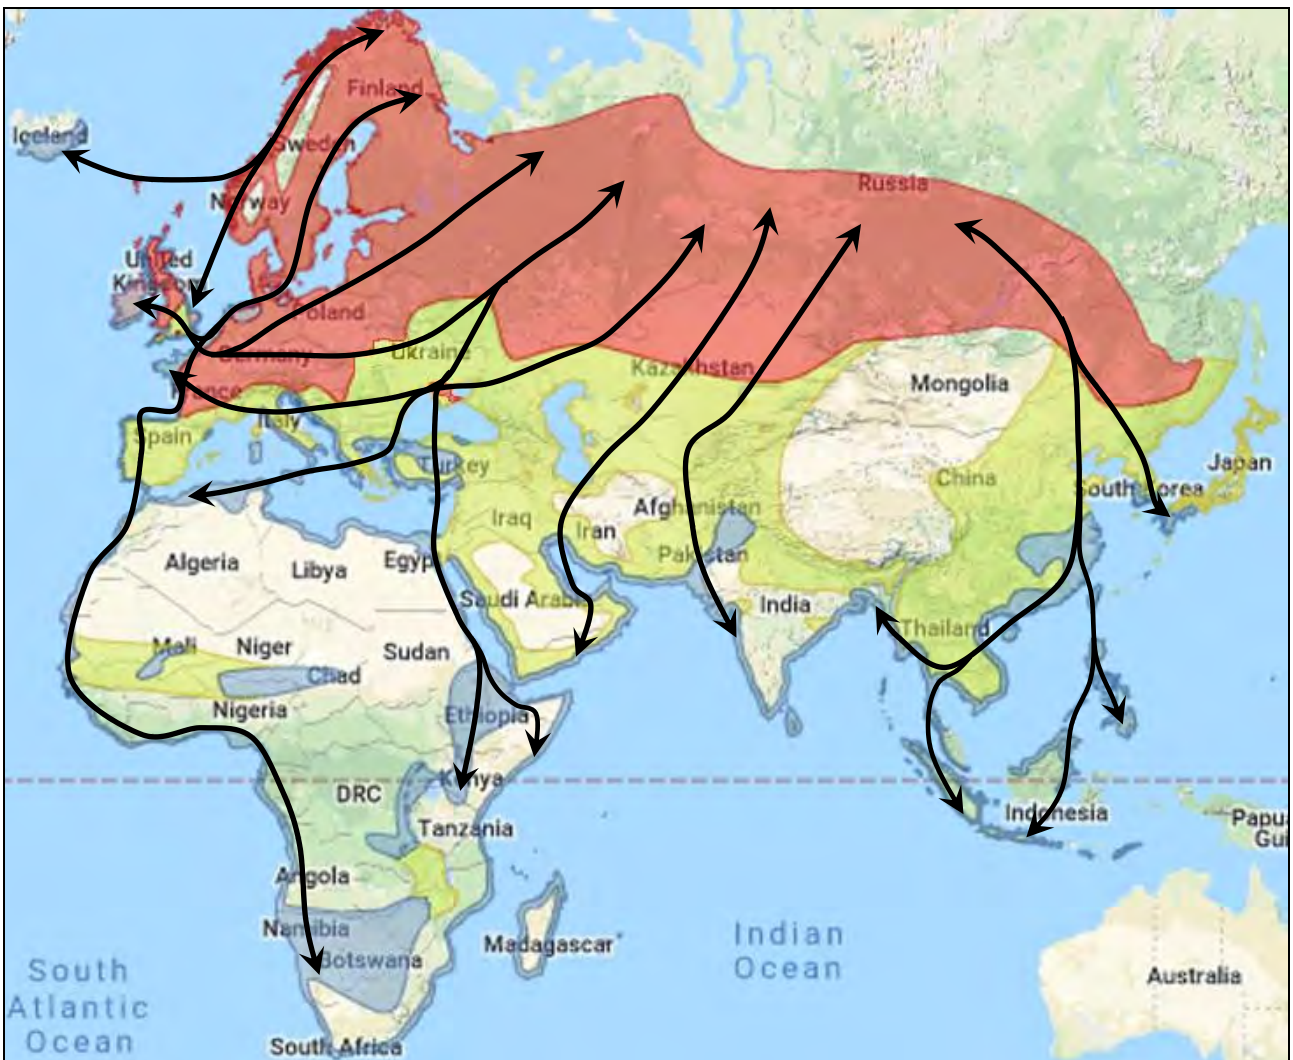 Finland
Iceland
Sweden
Russia
Norway
United
Kingdom
Poland
Germany
Ukraine
Kazakhstan
France
Mongolia
Italy
Spain
Turkey
Japan
China
South Korea
Afghanistan
Iraq
Iran
Algeria
Libya
Egypt
Pakistan
Saudi Arabia
India
Thailand
Mali
Niger
Sudan
Chad
Nigeria
Ethiopia
Kenya
DRC
Indonesia
Papua
Gui
Tanzania
Angola
Namibia
Madagascar
Indian
Ocean
Botswana
South
Atlantic
Ocean
Australia
South Africa